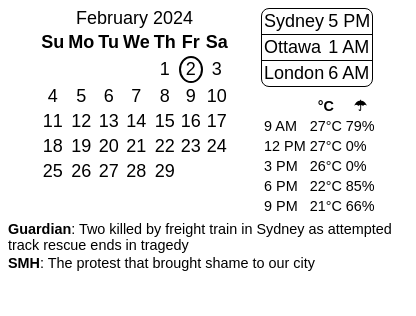 February 2024
Su Mo Tu We Th Fr Sa
1 2 3
4 5 6 7 8 9 10
11 12 13 14 15 16 17
18 19 20 21 22 23 24
25 26 27 28 29
Sydney 5 PM
Ottawa 1 AM
London 6 AM
°C ☂
9 AM 27°C 79%
12 PM 27°C 0%
3 PM 26°C 0%
6 PM 22°C 85%
9 PM 21°C 66%
Guardian: Two killed by freight train in Sydney as attempted
track rescue ends in tragedy
SMH: The protest that brought shame to our city